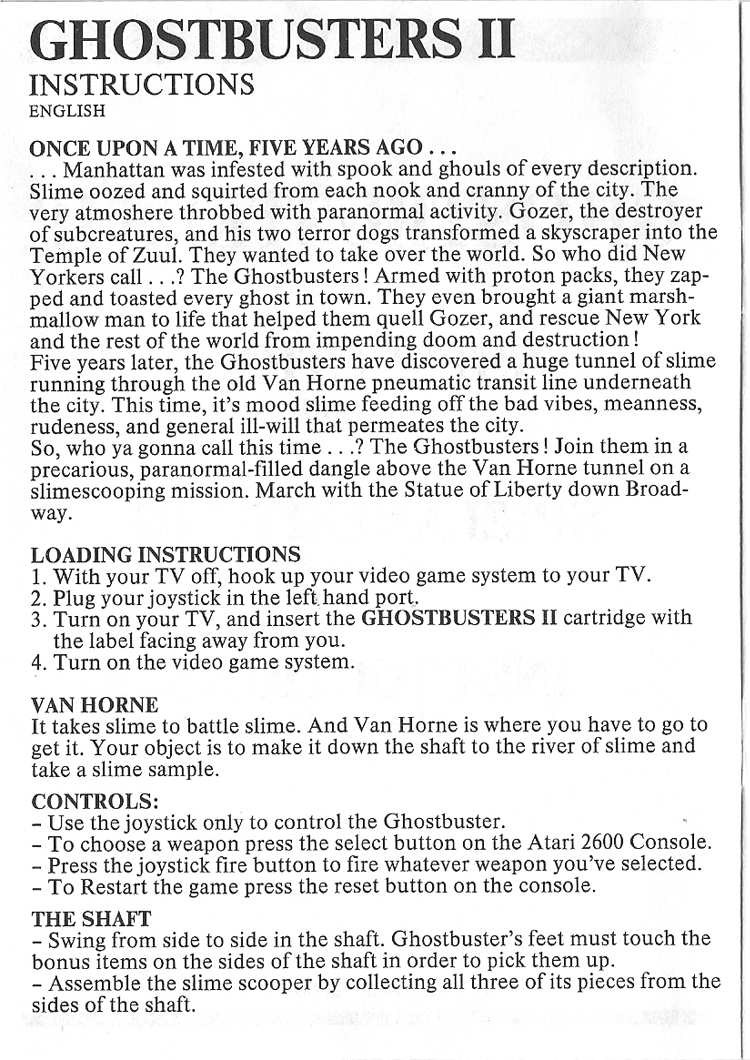 GHOSTBUSTERS II
INSTRUCTIONS
ENGLISH
ONCE UPON A TIME, FIVE YEARS AGO . . .
. . . Manhattan was infested with spook and ghouls of every description.
Slime oozed and squirted from each nook and cranny of the city. The
very atmoshere throbbed with paranormal activity. Gozer, the destroyer
of subcreatures, and his two terror dogs transformed a skyscraper into the
Temple of Zuul. They wanted to take over the world. So who did New
Yorkers call . . .? The Ghostbusters! Armed with proton packs, they zap-
ped and toasted every ghost in town. They even brought a giant marsh-
mallow man to life that helped them quell Gozer, and rescue New York
and the rest of the world from impending doom and destruction!
Five years later, the Ghostbusters have discovered a huge tunnel of slime
running through the old Van Horne pneumatic transit line underneath
the city. This time, it's mood slime feeding off the bad vibes, meanness,
rudeness, and general ill-will that permeates the city.
So, who ya gonna call this time . . .? The Ghostbusters! Join them in a
precarious, paranormal-filled dangle above the Van Horne tunnel on a
slimescooping mission. March with the Statue of Liberty down Broad-
way.
LOADING INSTRUCTIONS
1. With your TV off, hook up your video game system to your TV.
2. Plug your joystick in the left hand port.
3. Turn on your TV, and insert the GHOSTBUSTERS II cartridge with
the label facing away from you.
4. Turn on the video game system.
VAN HORNE
It takes slime to battle slime. And Van Horne is where you have to go to
get it. Your object is to make it down the shaft to the river of slime and
take a slime sample.
CONTROLS:
– Use the joystick only to control the Ghostbuster.
– To choose a weapon press the select button on the Atari 2600 Console.
– Press the joystick fire button to fire whatever weapon you've selected.
– To Restart the game press the reset button on the console.
THE SHAFT
– Swing from side to side in the shaft. Ghostbuster's feet must touch the
bonus items on the sides of the shaft in order to pick them up.
– Assemble the slime scooper by collecting all three of its pieces from the
sides of the shaft.